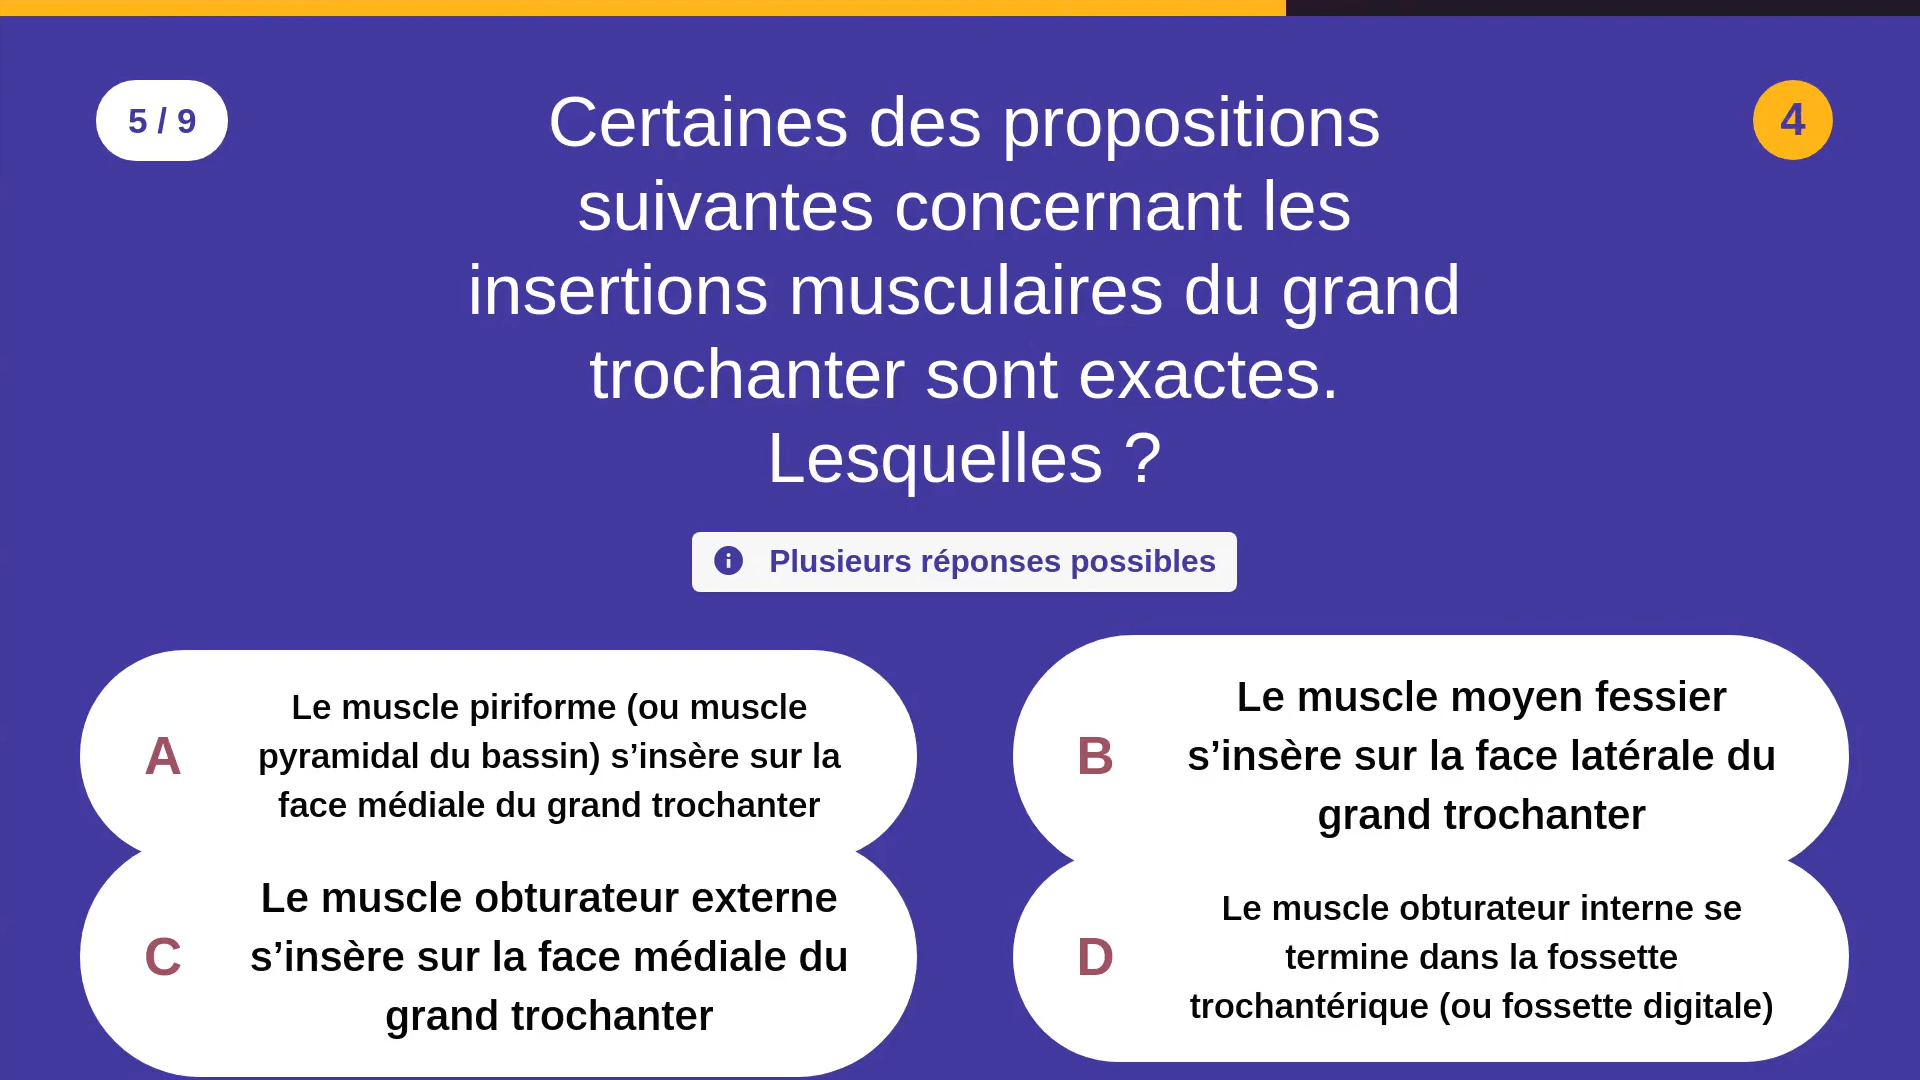 5 / 9
Certaines des propositions
suivantes concernant les
insertions musculaires du grand
trochanter sont exactes.
Lesquelles ?
4
Plusieurs réponses possibles
A
Le muscle piriforme (ou muscle
pyramidal du bassin) s’insère sur la
face médiale du grand trochanter
B
Le muscle moyen fessier
s’insère sur la face latérale du
grand trochanter
C
Le muscle obturateur externe
s’insère sur la face médiale du
grand trochanter
D
Le muscle obturateur interne se
termine dans la fossette
trochantérique (ou fossette digitale)